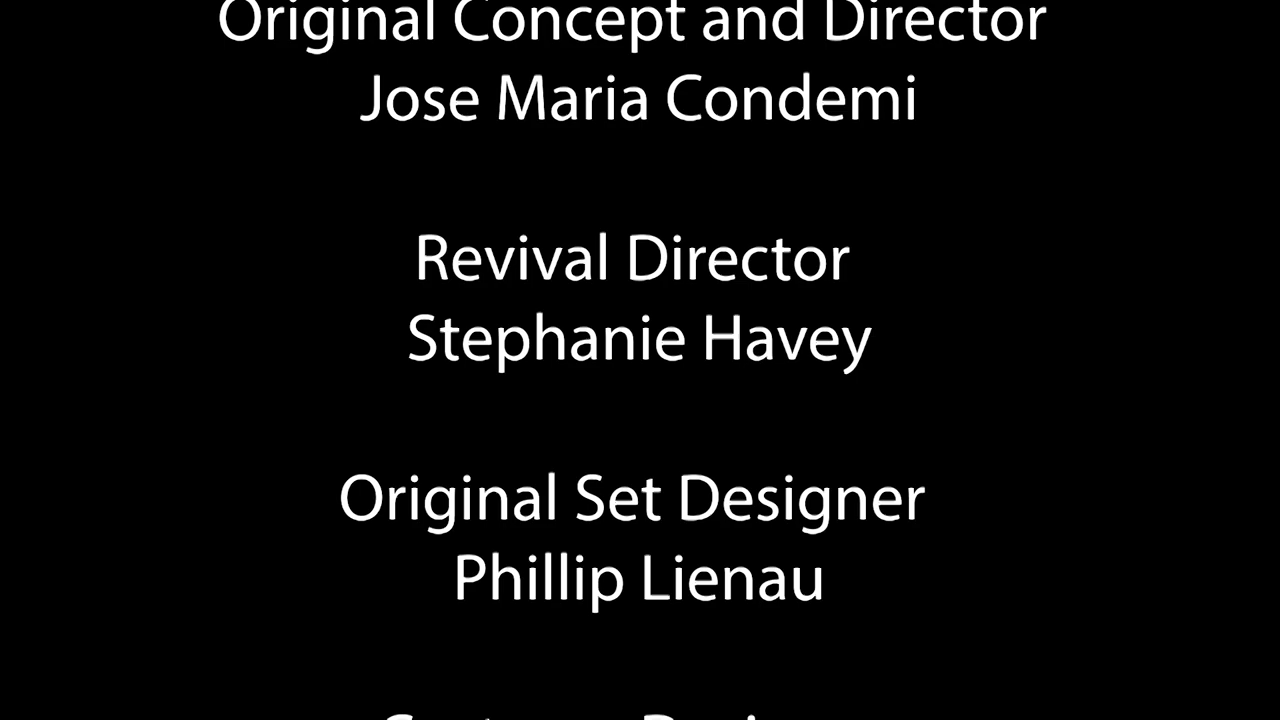 Original Concept and Director
Jose Maria Condemi
Revival Director
Stephanie Havey
Original Set Designer
Phillip Lienau